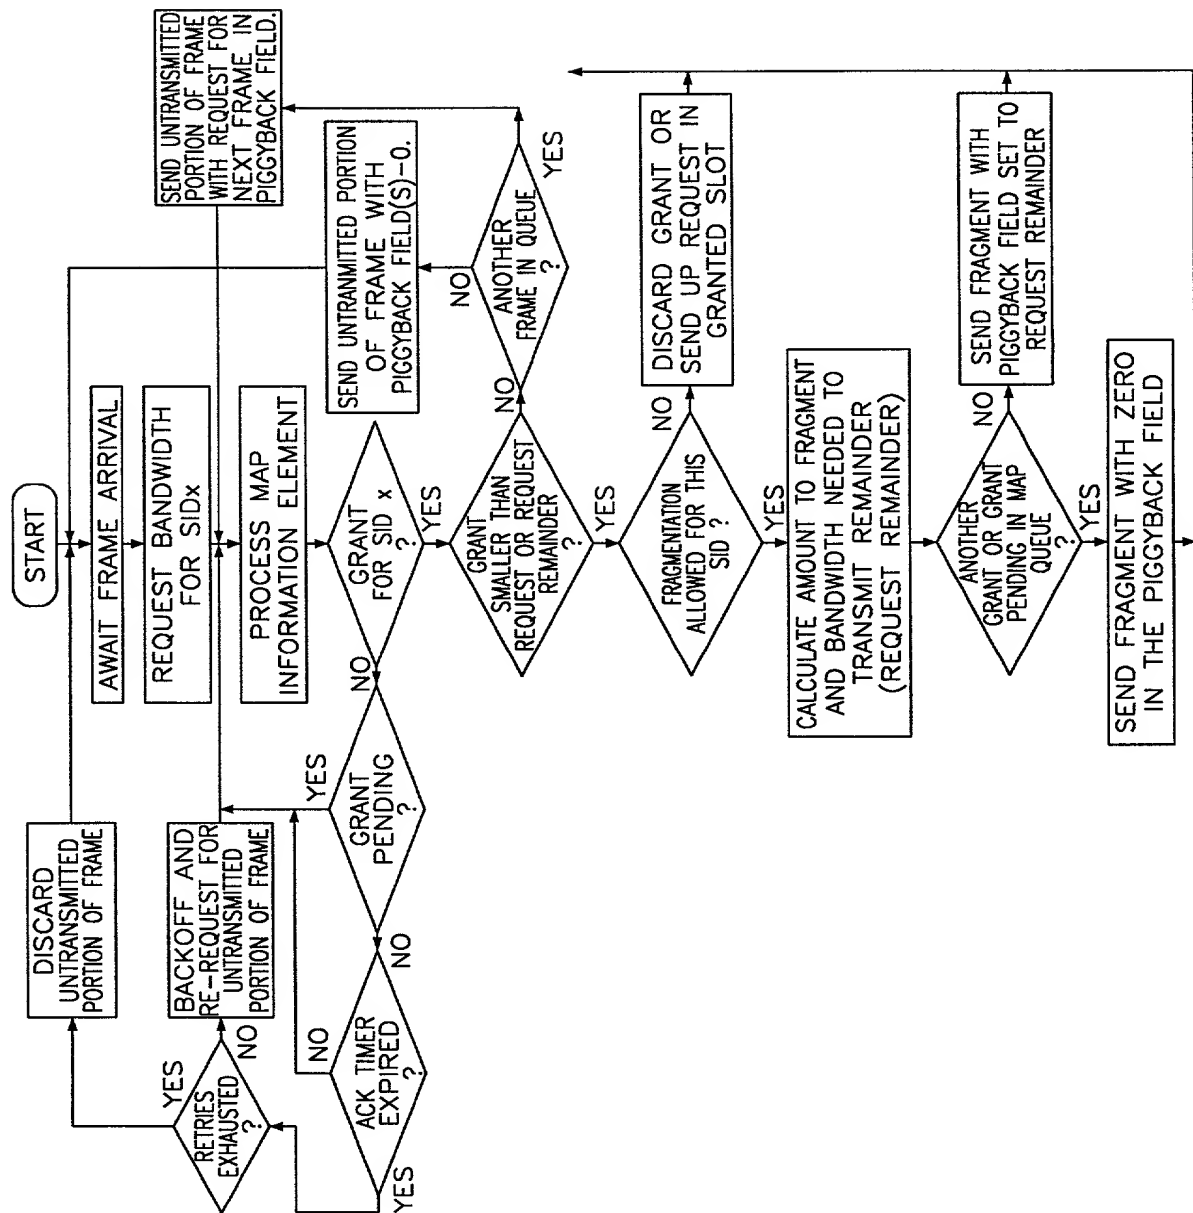 START
AWAIT FRAME ARRIVAL
REQUEST BANDWIDTH
FOR SIDx
PROCESS MAP
INFORMATION ELEMENT
GRANT
FOR SID x
?
NO
YES
GRANT
PENDING
?
YES
NO
ACK TIMER
EXPIRED
?
NO
YES
RETRIES
EXHAUSTED
?
YES
NO
DISCARD
UNTRANSMITTED
PORTION OF FRAME
BACKOFF AND
RE-REQUEST FOR
UNTRANSMITTED
PORTION OF FRAME
GRANT
SMALLER THAN
REQUEST OR REQUEST
REMAINDER
?
NO
YES
ANOTHER
FRAME IN QUEUE
?
NO
YES
SEND UNTRANMITTED PORTION
OF FRAME WITH
PIGGYBACK FIELD(S)-0.
SEND UNTRANSMITTED
PORTION OF FRAME
WITH REQUEST FOR
NEXT FRAME IN
PIGGYBACK FIELD.
FRAGMENTATION
ALLOWED FOR THIS
SID ?
NO
YES
DISCARD GRANT OR
SEND UP REQUEST IN
GRANTED SLOT
CALCULATE AMOUNT TO FRAGMENT
AND BANDWIDTH NEEDED TO
TRANSMIT REMAINDER
(REQUEST REMAINDER)
ANOTHER
GRANT OR GRANT
PENDING IN MAP
QUEUE
?
NO
YES
SEND FRAGMENT WITH
PIGGYBACK FIELD SET TO
REQUEST REMAINDER
SEND FRAGMENT WITH ZERO
IN THE PIGGYBACK FIELD